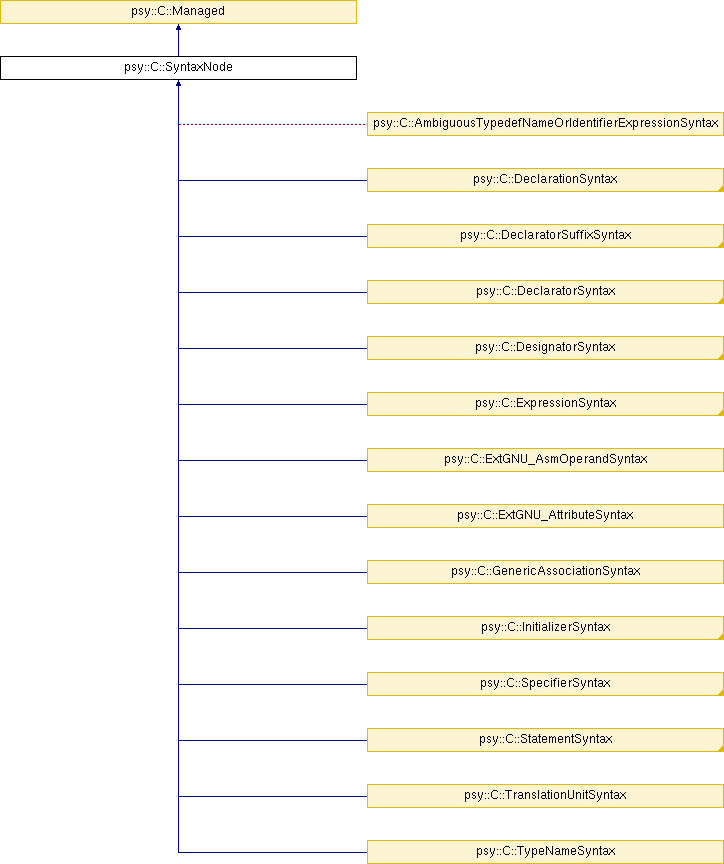 psy::C::Managed
psy::C::SyntaxNode
psy::C::AmbiguousTypedefNameOrIdentifierExpressionSyntax
psy::C::DeclarationSyntax
psy::C::DeclaratorSuffixSyntax
psy::C::DeclaratorSyntax
psy::C::DesignatorSyntax
psy::C::ExpressionSyntax
psy::C::ExtGNU_AsmOperandSyntax
psy::C::ExtGNU_AttributeSyntax
psy::C::GenericAssociationSyntax
psy::C::InitializerSyntax
psy::C::SpecifierSyntax
psy::C::StatementSyntax
psy::C::TranslationUnitSyntax
psy::C::TypeNameSyntax